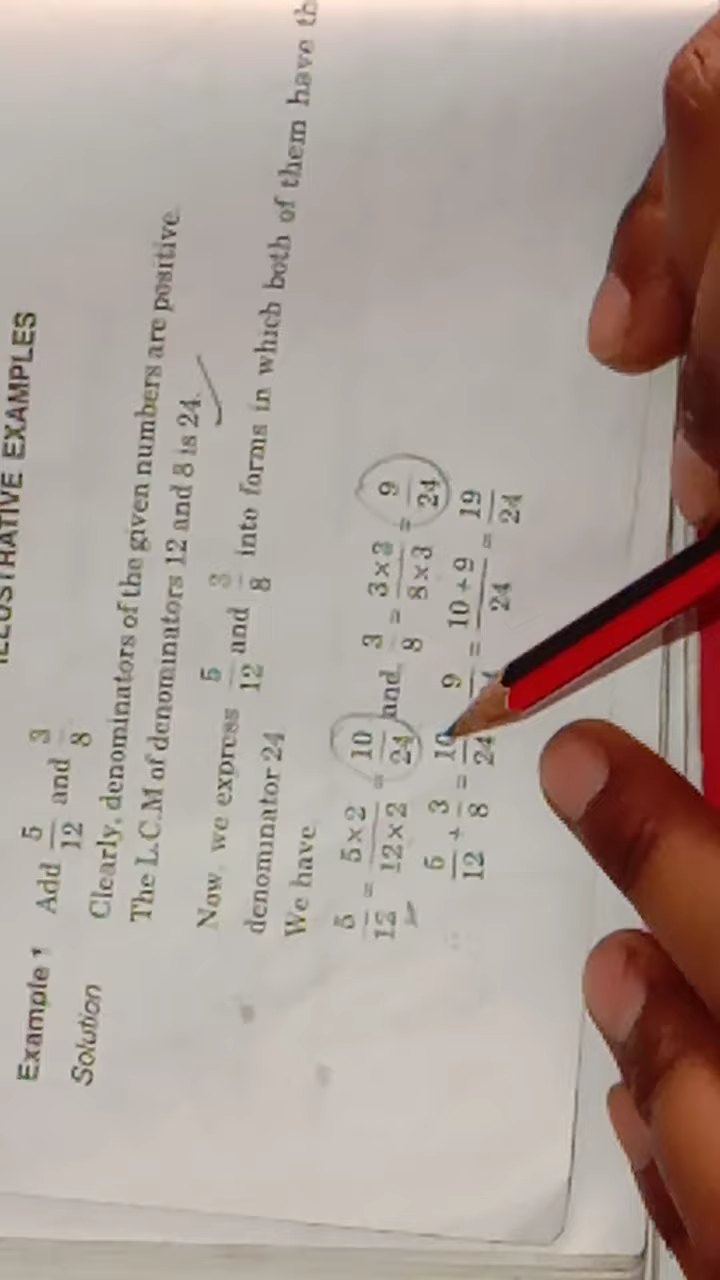 ILLUSTRATIVE EXAMPLES
Example 1 Add 5/12 and 3/8
Solution Clearly, denominators of the given numbers are positive.
The L.C.M of denominators 12 and 8 is 24.
Now, we express 5/12 and 3/8 into forms in which both of them have th
denominator 24
We have
5/12 = 5×2/12×2 = 10/24 and 3/8 = 3×3/8×3 = 9/24
∴ 5/12 + 3/8 = 10/24 9 = 10+9/24 = 19/24